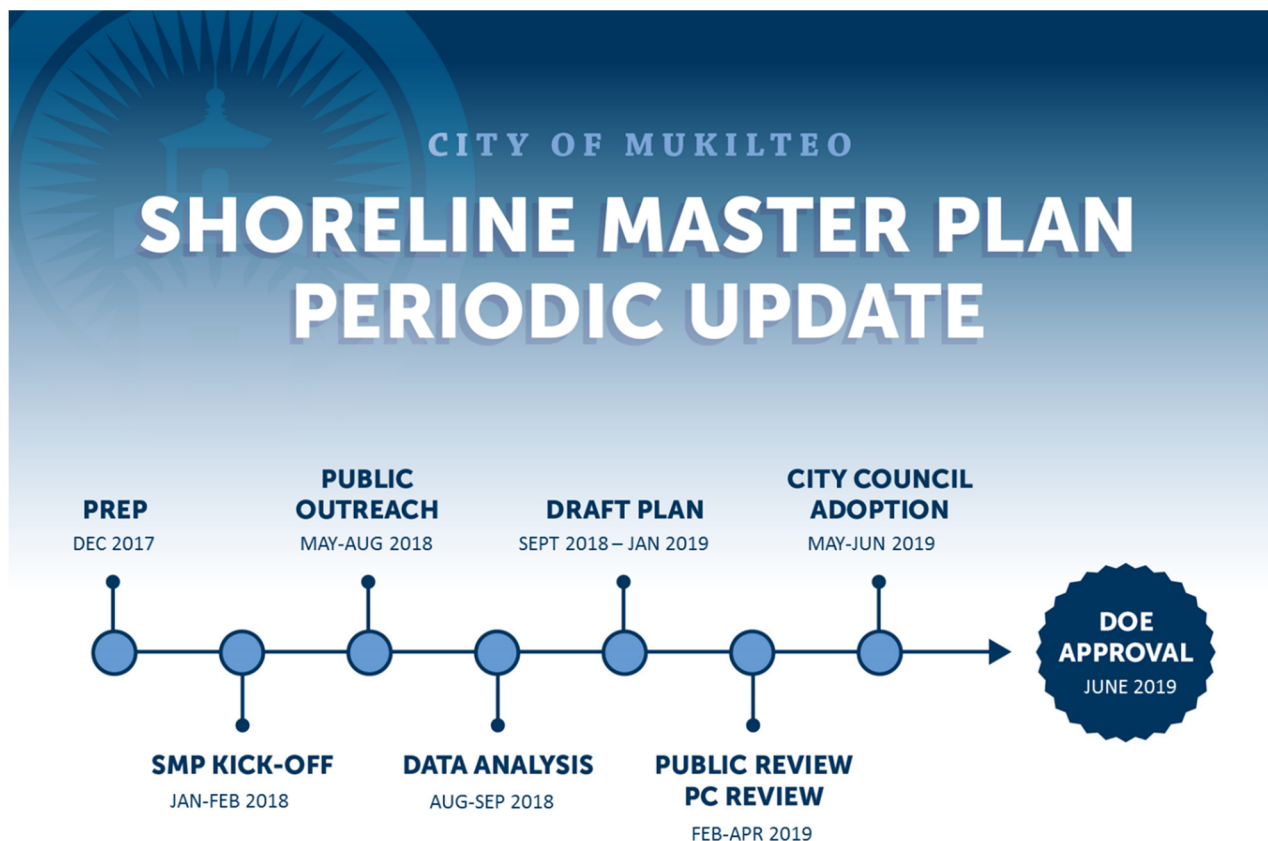 CITY OF MUKILTEO
SHORELINE MASTER PLAN
PERIODIC UPDATE
PREP
DEC 2017
SMP KICK-OFF
JAN-FEB 2018
PUBLIC
OUTREACH
MAY-AUG 2018
DATA ANALYSIS
AUG-SEP 2018
DRAFT PLAN
SEPT 2018 – JAN 2019
PUBLIC REVIEW
PC REVIEW
FEB-APR 2019
CITY COUNCIL
ADOPTION
MAY-JUN 2019
DOE
APPROVAL
JUNE 2019